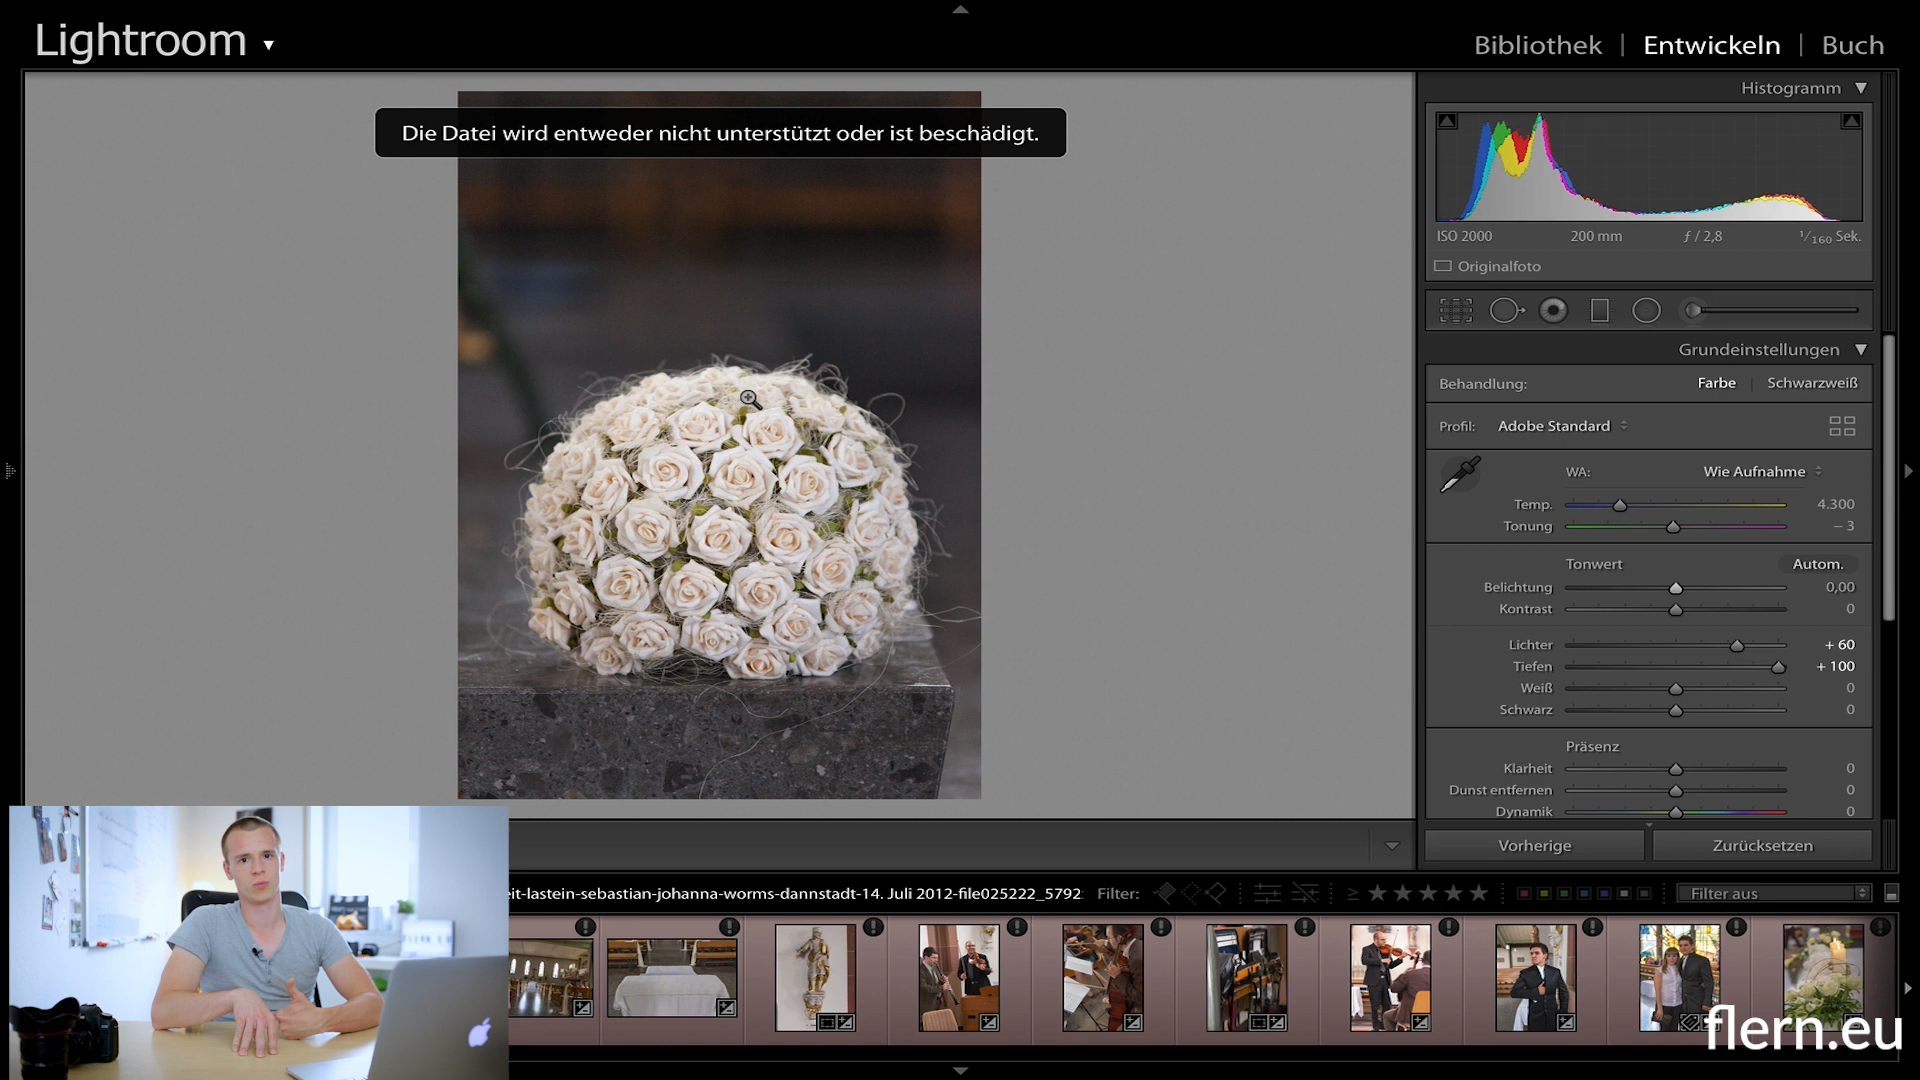 Lightroom
Bibliothek | Entwickeln | Buch
Die Datei wird entweder nicht unterstützt oder ist beschädigt.
Histogramm
ISO 2000 200 mm ƒ / 2,8 1/160 Sek.
Originalfoto
Grundeinstellungen
Behandlung: Farbe | Schwarzweiß
Profil: Adobe Standard
WA: Wie Aufnahme
Temp. 4.300
Tonung – 3
Tonwert Autom.
Belichtung 0,00
Kontrast 0
Lichter + 60
Tiefen + 100
Weiß 0
Schwarz 0
Präsenz
Klarheit 0
Dunst entfernen 0
Dynamik 0
Vorherige Zurücksetzen
eit-lastein-sebastian-johanna-worms-dannstadt-14. Juli 2012-file025222_5792
Filter: ≥ ★★★★★ Filter aus
flern.eu